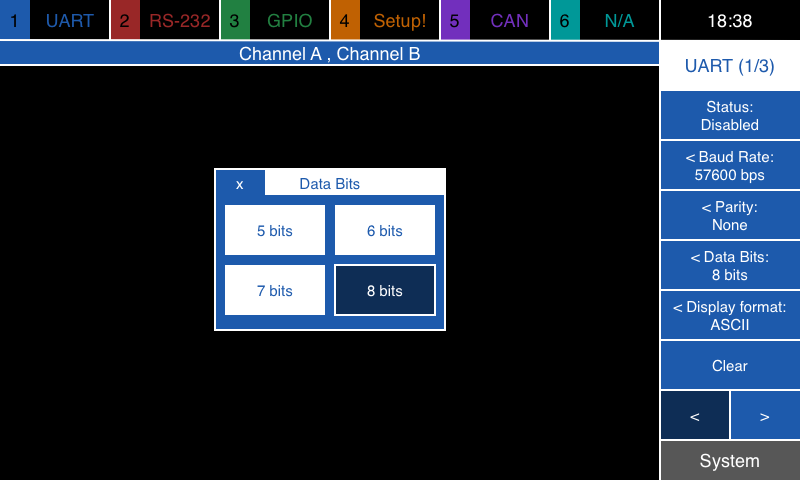 1 UART 2 RS-232 3 GPIO 4 Setup! 5 CAN 6 N/A 18:38
Channel A , Channel B
UART (1/3)
Status:
Disabled
< Baud Rate:
57600 bps
< Parity:
None
< Data Bits:
8 bits
< Display format:
ASCII
Clear
< >
System
x Data Bits
5 bits 6 bits
7 bits 8 bits